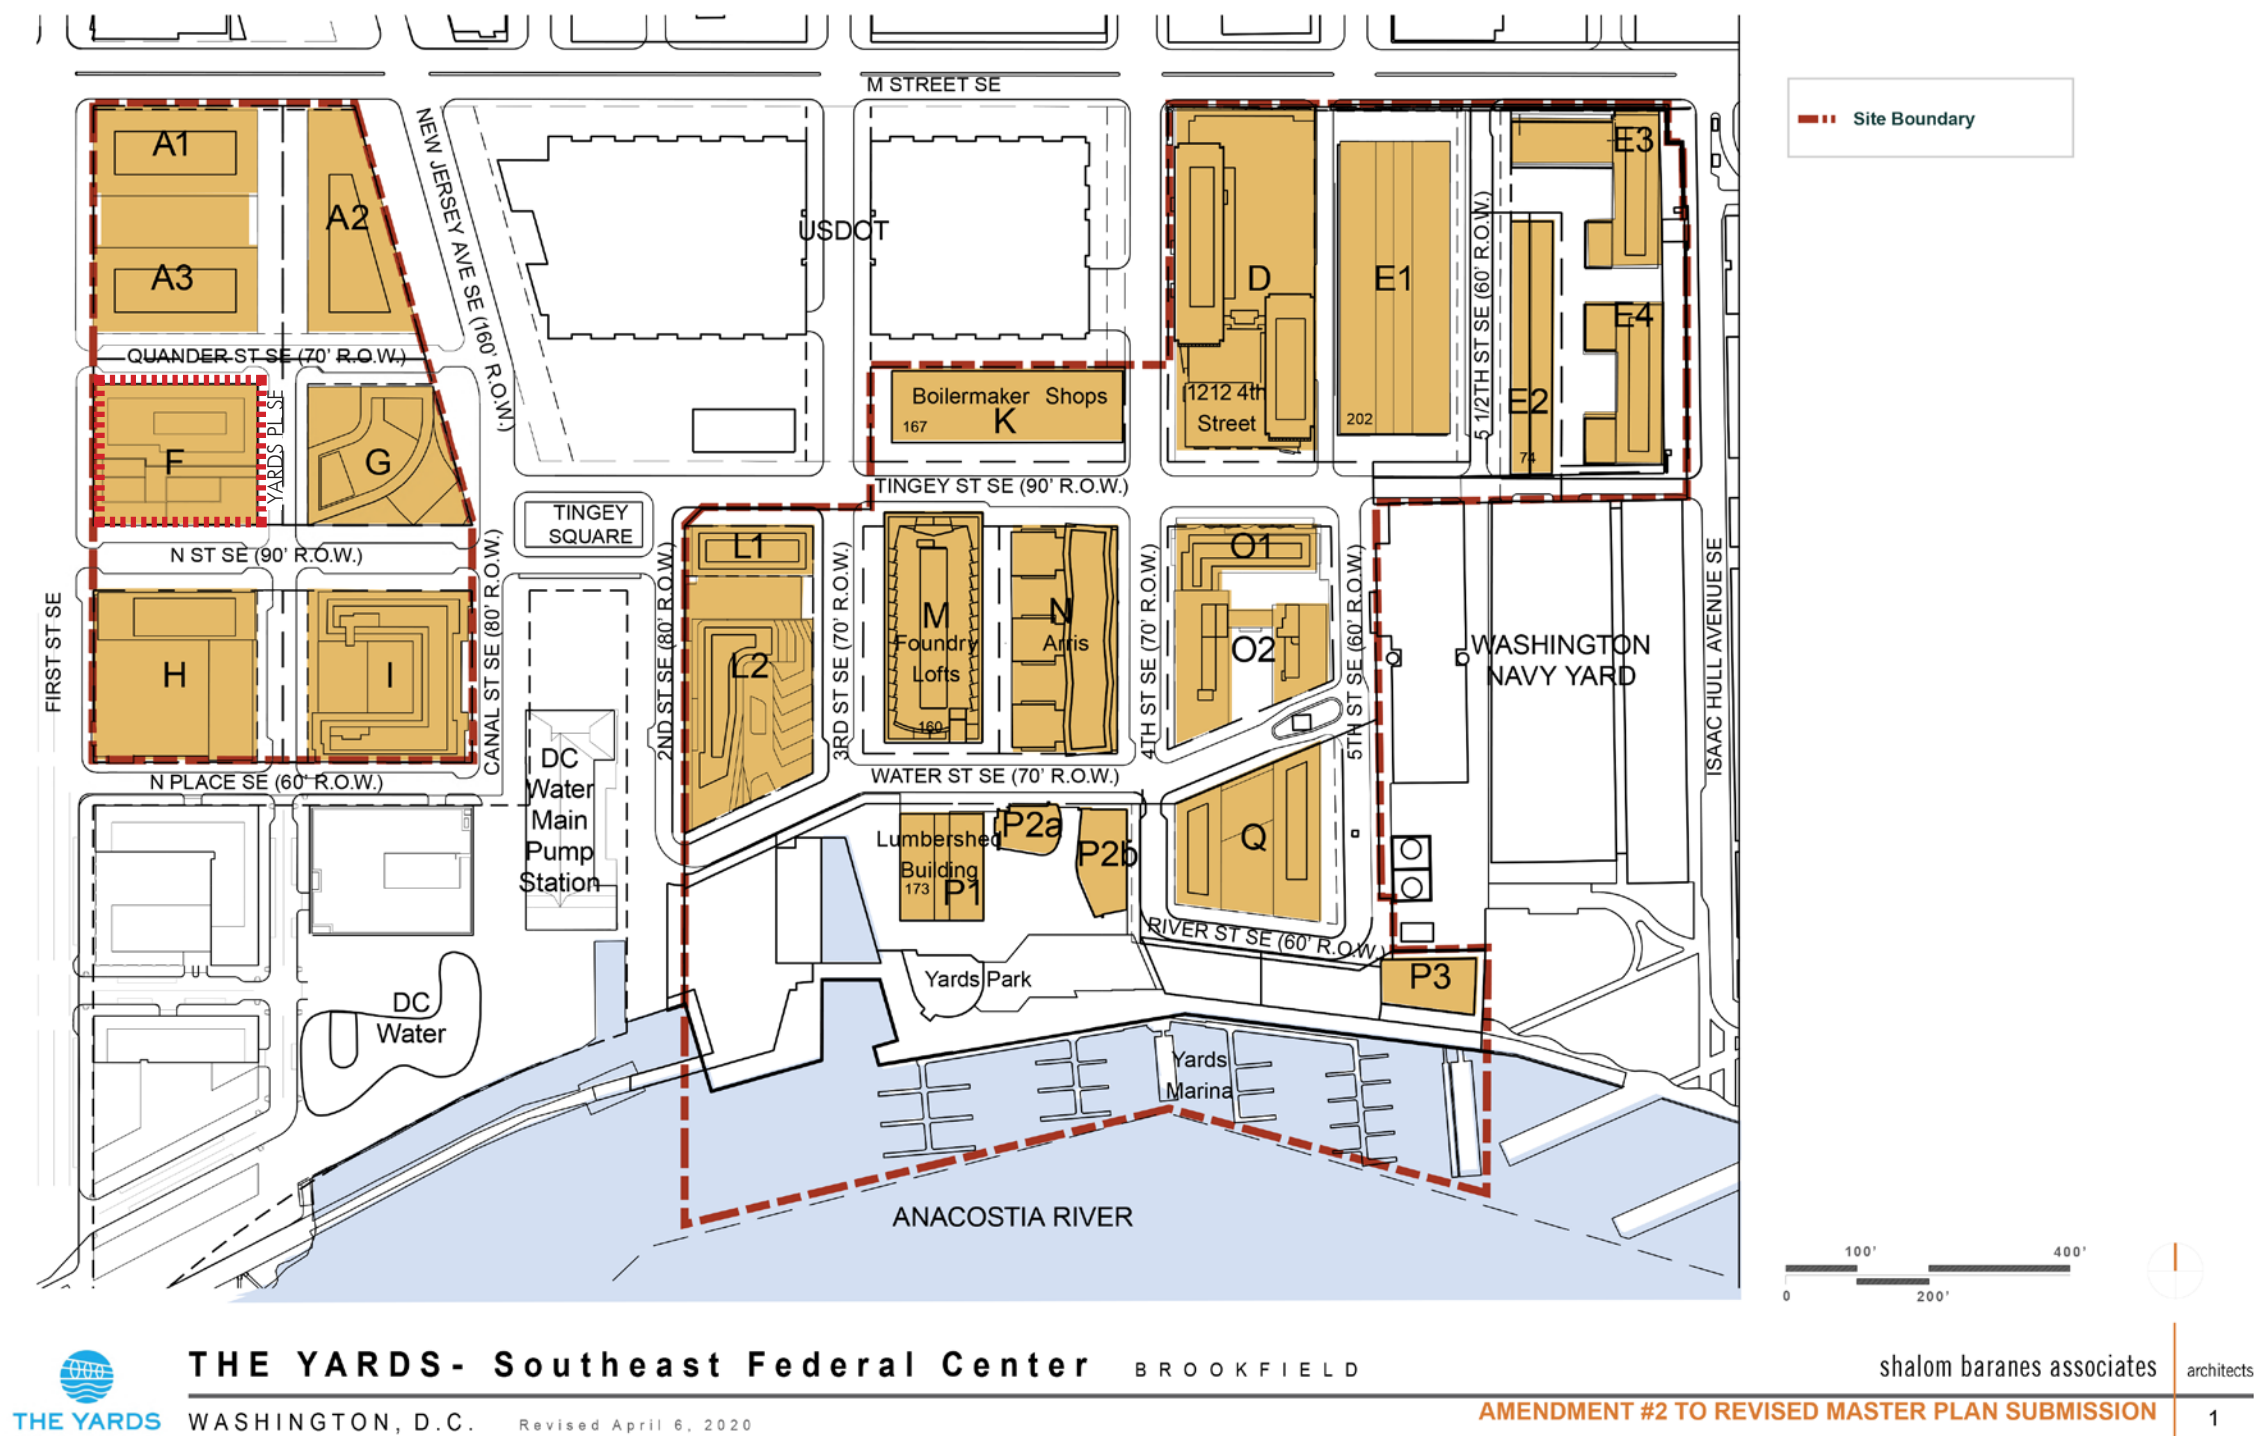 M STREET SE
Site Boundary
A1
A2
A3
NEW JERSEY AVE SE (160' R.O.W.)
USDOT
D
E1
E2
E3
E4
5 1/2TH ST SE (60' R.O.W.)
202
74
1212 4th
Street
QUANDER ST SE (70' R.O.W.)
Boilermaker Shops
167
K
F
YARDS PL SE
G
TINGEY ST SE (90' R.O.W.)
TINGEY
SQUARE
N ST SE (90' R.O.W.)
FIRST ST SE
H
I
CANAL ST SE (80' R.O.W.)
N PLACE SE (60' R.O.W.)
2ND ST SE (80' R.O.W.)
L1
L2
3RD ST SE (70' R.O.W.)
M
Foundry
Lofts
160
N
Arris
4TH ST SE (70' R.O.W.)
O1
O2
5TH ST SE (60' R.O.W.)
WASHINGTON
NAVY YARD
ISAAC HULL AVENUE SE
DC
Water
Main
Pump
Station
WATER ST SE (70' R.O.W.)
Lumbershed
Building
173
P1
P2a
P2b
Q
RIVER ST SE (60' R.O.W.)
P3
Yards Park
DC
Water
Yards
Marina
ANACOSTIA RIVER
100'
400'
0
200'
THE YARDS
THE YARDS- Southeast Federal Center BROOKFIELD
WASHINGTON, D.C. Revised April 6, 2020
shalom baranes associates architects
AMENDMENT #2 TO REVISED MASTER PLAN SUBMISSION
1